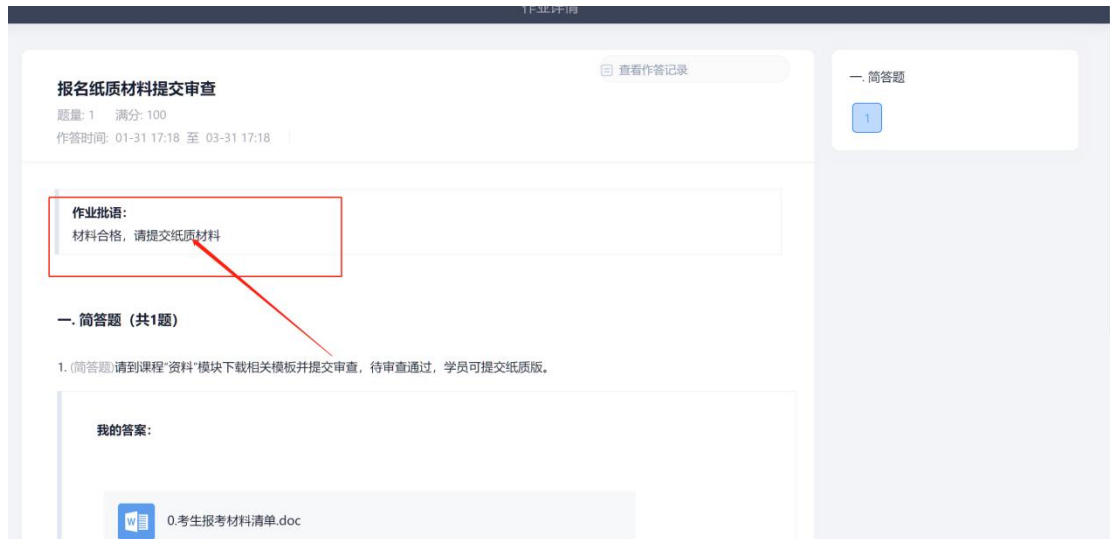 作业详情
查看作答记录
报名纸质材料提交审查
题量: 1 满分: 100
作答时间: 01-31 17:18 至 03-31 17:18
一. 简答题
1
作业批语:
材料合格，请提交纸质材料
一. 简答题（共1题）
1. (简答题)请到课程“资料”模块下载相关模板并提交审查，待审查通过，学员可提交纸质版。
我的答案:
0.考生报考材料清单.doc